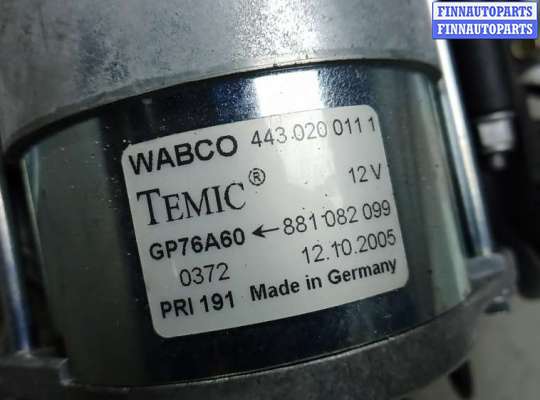 FINNAUTOPARTS
FINNAUTOPARTS
WABCO 443 020 011 1
TEMIC® 12 V
GP76A60 ← 881 082 099
0372 12.10.2005
PRI 191 Made in Germany